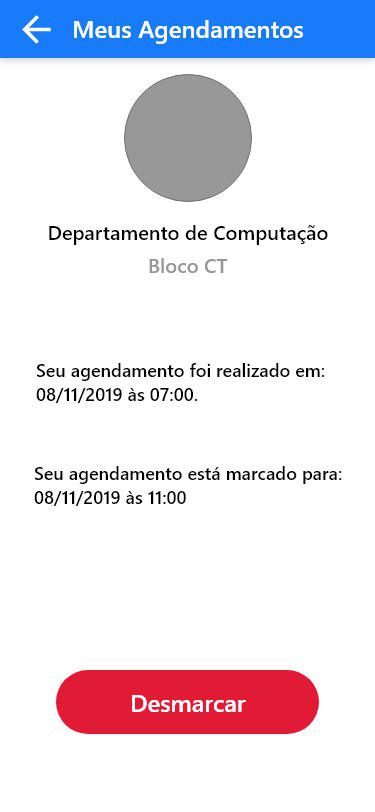 Meus Agendamentos
Departamento de Computação
Bloco CT
Seu agendamento foi realizado em:
08/11/2019 às 07:00.
Seu agendamento está marcado para:
08/11/2019 às 11:00
Desmarcar